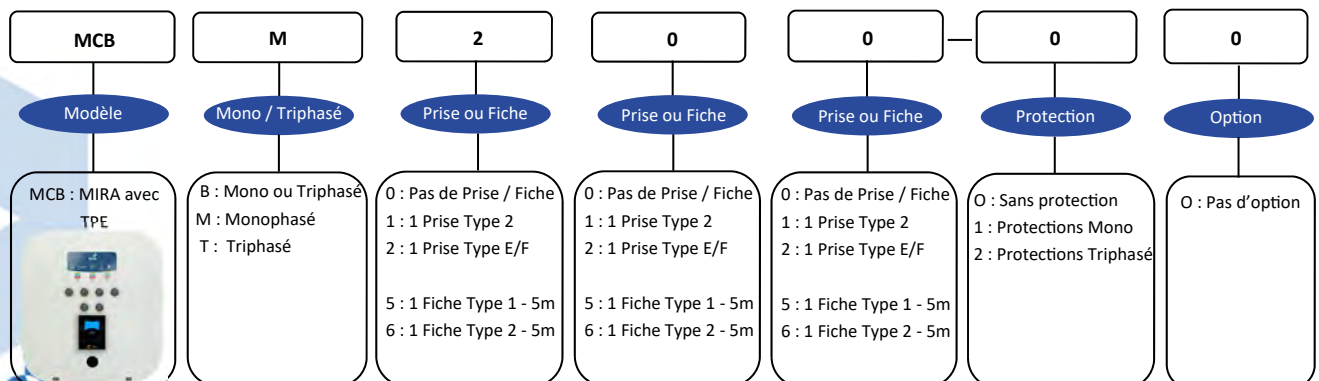 MCB M 2 0 0 — 0 0
Modèle
Mono / Triphasé
Prise ou Fiche
Prise ou Fiche
Prise ou Fiche
Protection
Option
MCB : MIRA avec
TPE
B : Mono ou Triphasé
M : Monophasé
T : Triphasé
0 : Pas de Prise / Fiche
1 : 1 Prise Type 2
2 : 1 Prise Type E/F
5 : 1 Fiche Type 1 - 5m
6 : 1 Fiche Type 2 - 5m
0 : Pas de Prise / Fiche
1 : 1 Prise Type 2
2 : 1 Prise Type E/F
5 : 1 Fiche Type 1 - 5m
6 : 1 Fiche Type 2 - 5m
0 : Pas de Prise / Fiche
1 : 1 Prise Type 2
2 : 1 Prise Type E/F
5 : 1 Fiche Type 1 - 5m
6 : 1 Fiche Type 2 - 5m
O : Sans protection
1 : Protections Mono
2 : Protections Triphasé
O : Pas d’option